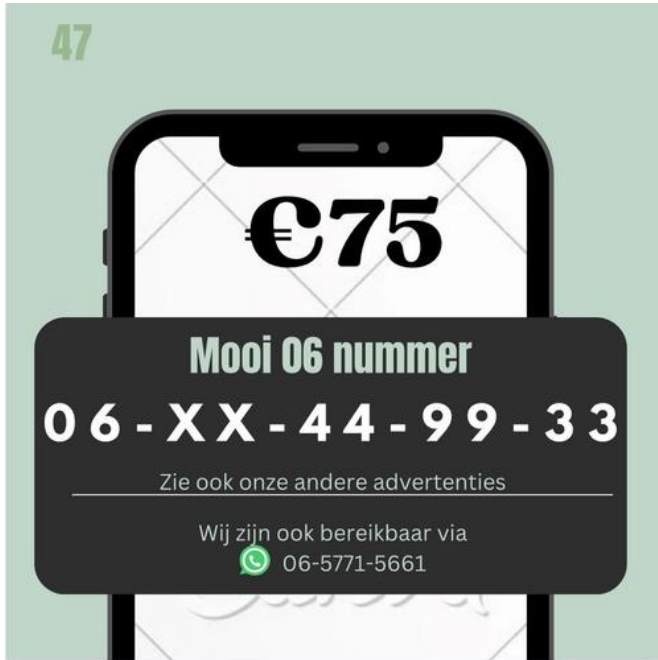 47
€75
Mooi 06 nummer
06-XX-44-99-33
Zie ook onze andere advertenties
Wij zijn ook bereikbaar via
06-5771-5661